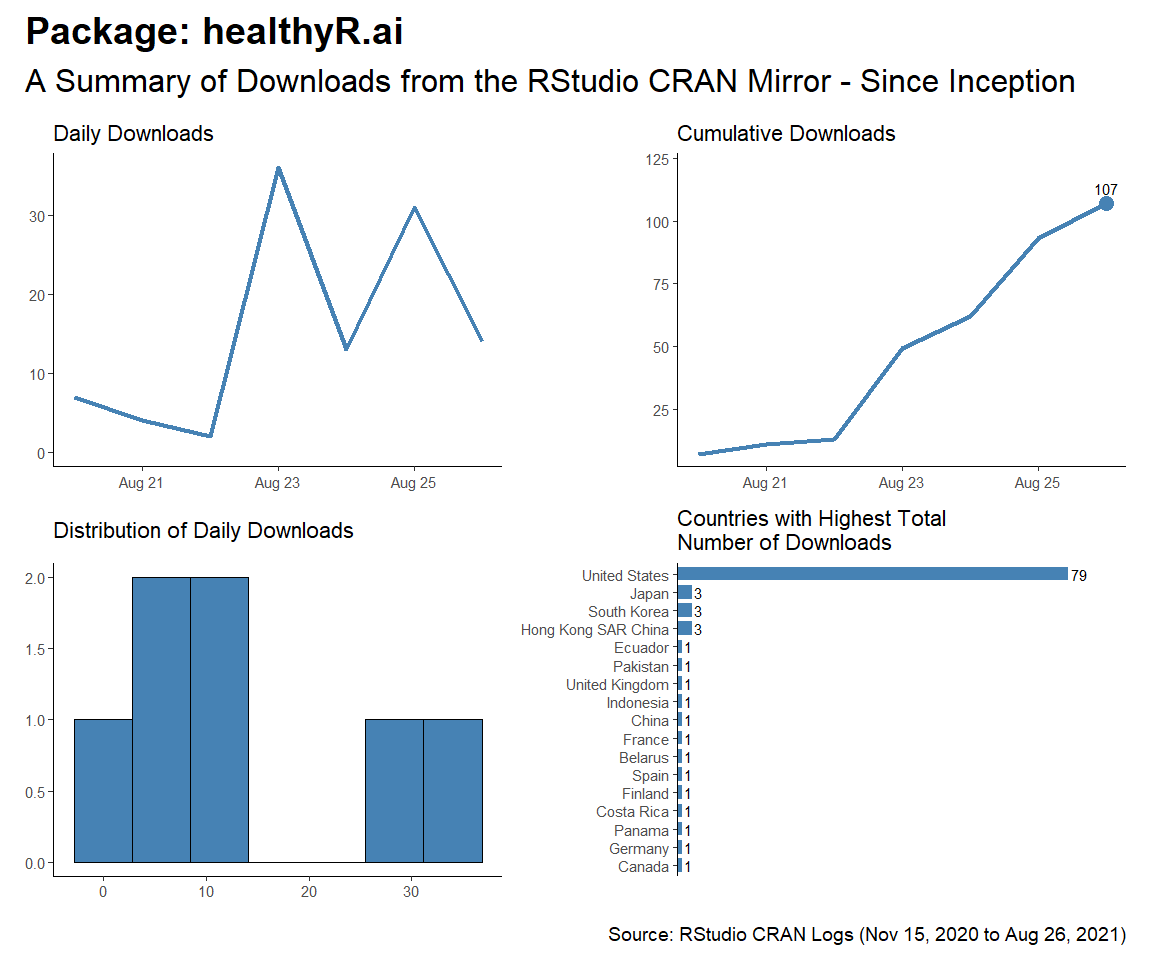 Package: healthyR.ai
A Summary of Downloads from the RStudio CRAN Mirror - Since Inception
Daily Downloads
30
20
10
0
Aug 21 Aug 23 Aug 25
Cumulative Downloads
125
100
75
50
25
107
Aug 21 Aug 23 Aug 25
Distribution of Daily Downloads
2.0
1.5
1.0
0.5
0.0
0 10 20 30
Countries with Highest Total
Number of Downloads
United States 79
Japan 3
South Korea 3
Hong Kong SAR China 3
Ecuador 1
Pakistan 1
United Kingdom 1
Indonesia 1
China 1
France 1
Belarus 1
Spain 1
Finland 1
Costa Rica 1
Panama 1
Germany 1
Canada 1
Source: RStudio CRAN Logs (Nov 15, 2020 to Aug 26, 2021)